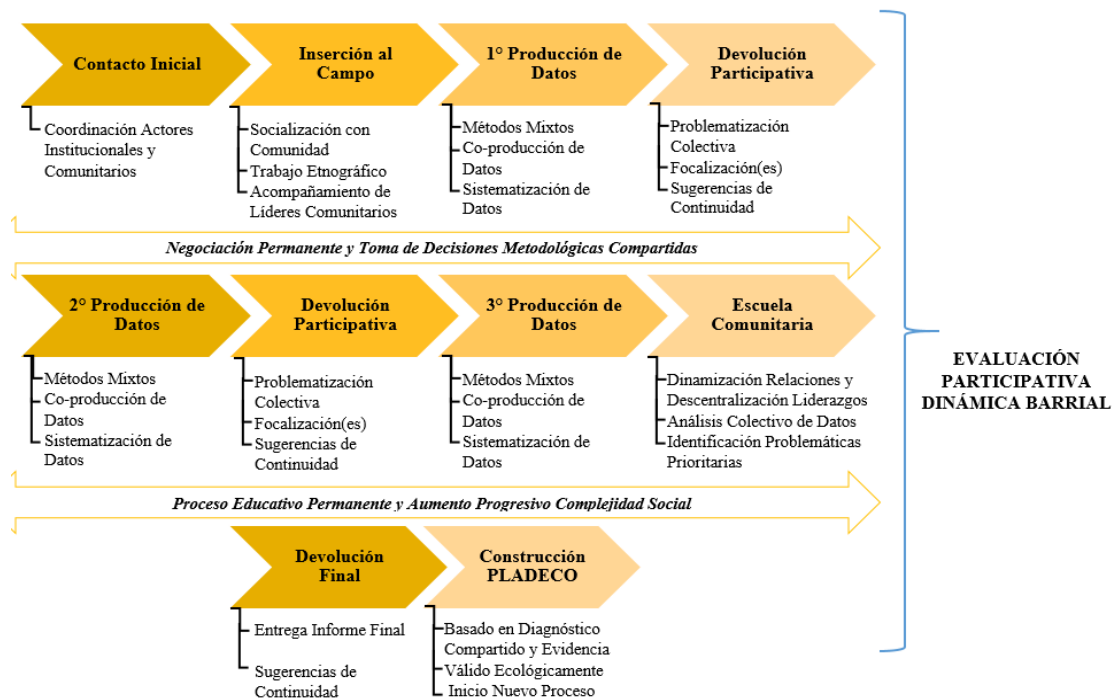 Contacto Inicial
Coordinación Actores
Institucionales y
Comunitarios
Inserción al
Campo
Socialización con
Comunidad
Trabajo Etnográfico
Acompañamiento de
Líderes Comunitarios
1° Producción de
Datos
Métodos Mixtos
Co-producción de
Datos
Sistematización de
Datos
Devolución
Participativa
Problematización
Colectiva
Focalización(es)
Sugerencias de
Continuidad
Negociación Permanente y Toma de Decisiones Metodológicas Compartidas
2° Producción de
Datos
Métodos Mixtos
Co-producción de
Datos
Sistematización de
Datos
Devolución
Participativa
Problematización
Colectiva
Focalización(es)
Sugerencias de
Continuidad
3° Producción de
Datos
Métodos Mixtos
Co-producción de
Datos
Sistematización de
Datos
Escuela
Comunitaria
Dinamización Relaciones y
Descentralización Liderazgos
Análisis Colectivo de Datos
Identificación Problemáticas
Prioritarias
Proceso Educativo Permanente y Aumento Progresivo Complejidad Social
Devolución
Final
Entrega Informe Final
Sugerencias de
Continuidad
Construcción
PLADECO
Basado en Diagnóstico
Compartido y Evidencia
Válido Ecológicamente
Inicio Nuevo Proceso
EVALUACIÓN
PARTICIPATIVA
DINÁMICA BARRIAL